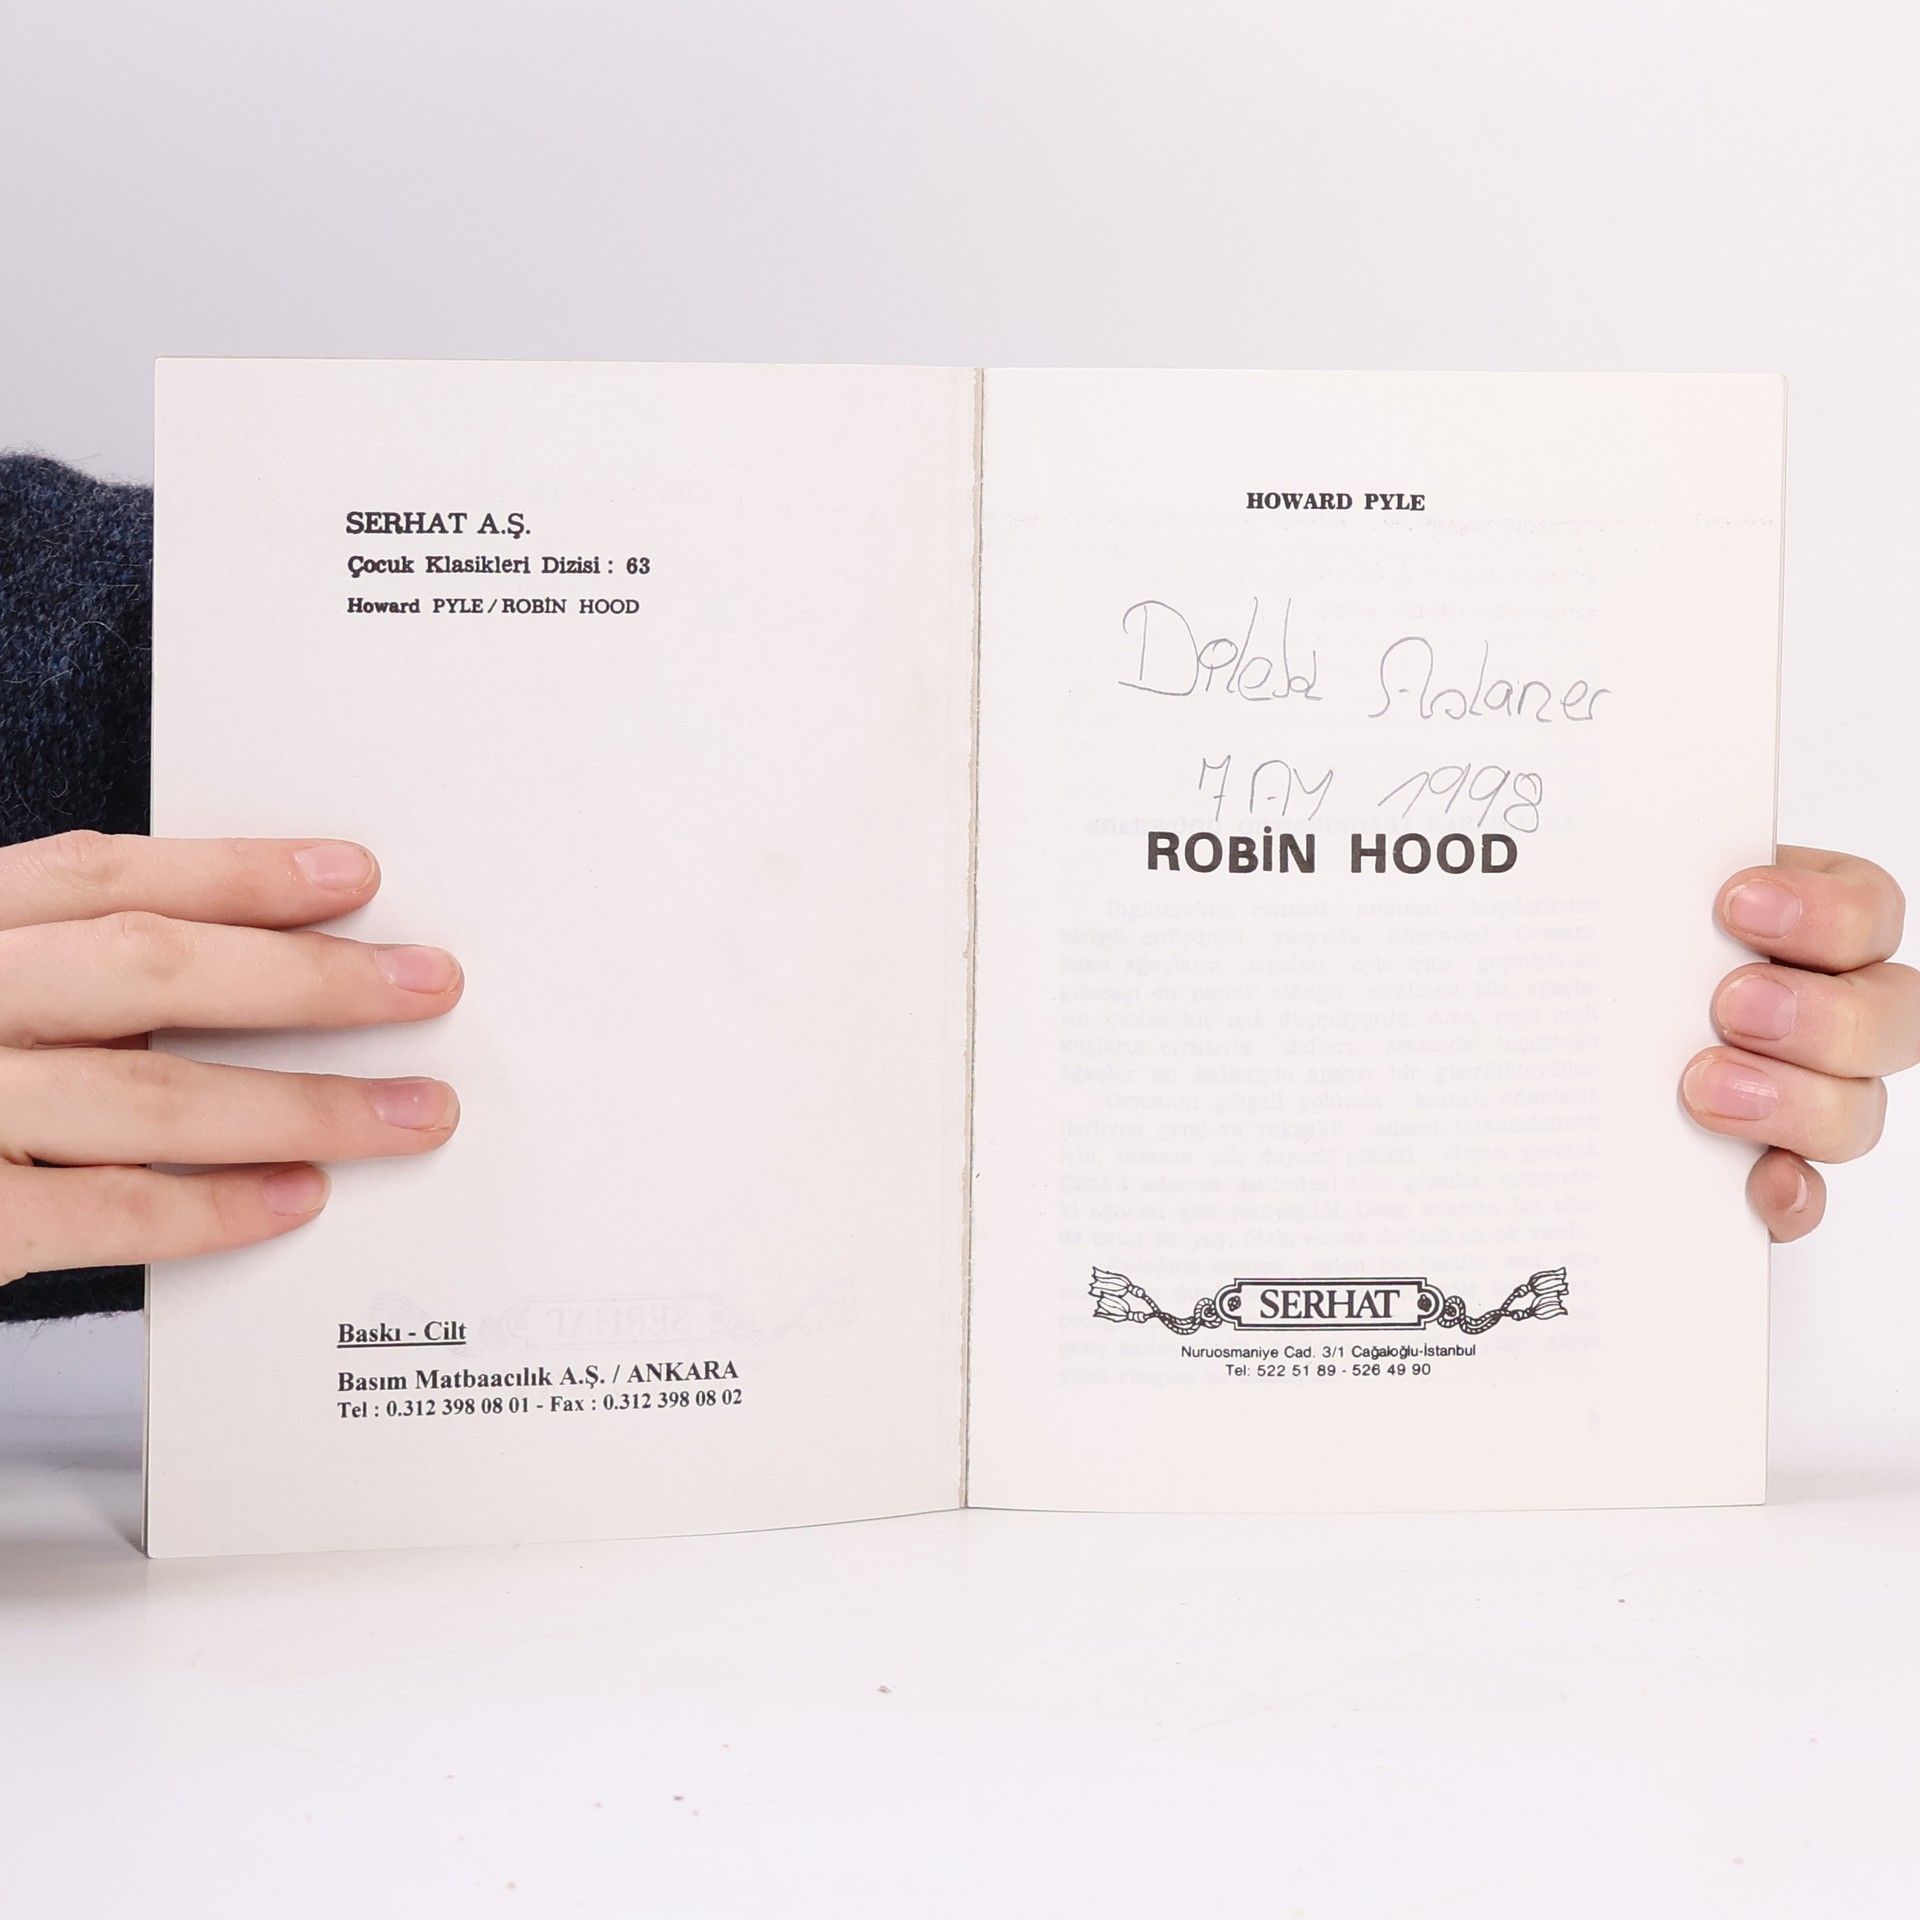 SERHAT A.Ş.
Çocuk Klasikleri Dizisi : 63
Howard PYLE / ROBİN HOOD
Baskı - Cilt
Basım Matbaacılık A.Ş. / ANKARA
Tel : 0.312 398 08 01 - Fax : 0.312 398 08 02
HOWARD PYLE
Dilek
7 AY 1998
ROBİN HOOD
SERHAT
Nuruosmaniye Cad. 3/1 Cağaloğlu-İstanbul
Tel: 522 51 89 - 526 49 90